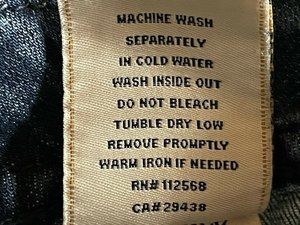 MACHINE WASH
SEPARATELY
IN COLD WATER
WASH INSIDE OUT
DO NOT BLEACH
TUMBLE DRY LOW
REMOVE PROMPTLY
WARM IRON IF NEEDED
RN# 112568
CA# 29438